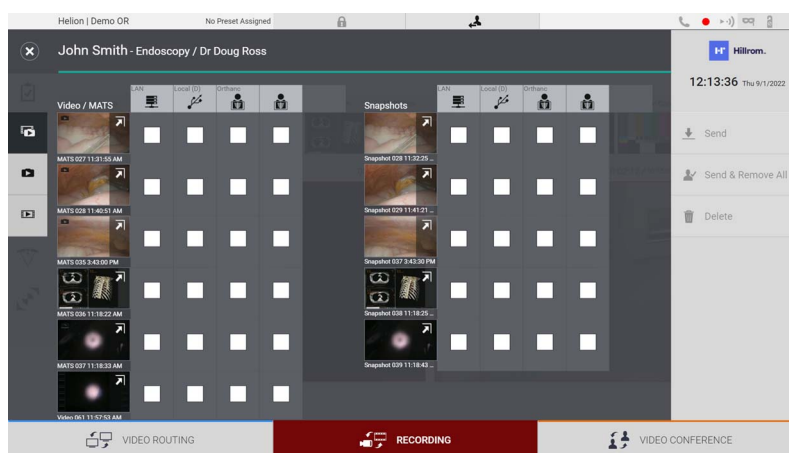 Helion | Demo OR No Preset Assigned
John Smith - Endoscopy / Dr Doug Ross
Hillrom.
12:13:36 Thu 9/1/2022
Video / MATS LAN Local (D) Orthanc
Snapshots LAN Local (D) Orthanc
MATS 027 11:31:55 AM
Snapshot 028 11:32:25 ...
MATS 028 11:40:51 AM
Snapshot 029 11:41:21 ...
MATS 035 3:43:00 PM
Snapshot 037 3:43:30 PM
MATS 036 11:18:22 AM
Snapshot 038 11:18:25 ...
MATS 037 11:18:33 AM
Snapshot 039 11:18:43 ...
Video 061 11:57:53 AM
Send
Send & Remove All
Delete
VIDEO ROUTING
RECORDING
VIDEO CONFERENCE